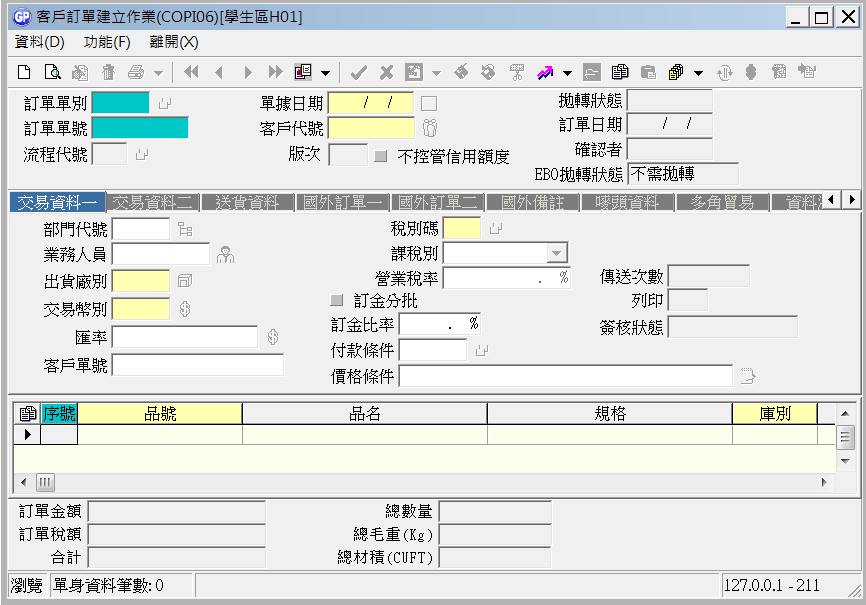 GP 客戶訂單建立作業(COPI06)[學生區H01]
資料(D) 功能(F) 離開(X)
訂單單別 單據日期 / / 拋轉狀態
訂單單號 客戶代號 訂單日期 / /
流程代號 版次 不控管信用額度 確認者
EBO拋轉狀態 不需拋轉
交易資料一 交易資料二 送貨資料 國外訂單一 國外訂單二 國外備註 嘜頭資料 多角貿易 資料
部門代號 稅別碼
業務人員 課稅別
出貨廠別 營業稅率 . % 傳送次數
交易幣別 訂金分批 列印
匯率 訂金比率 . % 簽核狀態
客戶單號 付款條件
價格條件
序號 品號 品名 規格 庫別
訂單金額 總數量
訂單稅額 總毛重(Kg)
合計 總材積(CUFT)
瀏覽 單身資料筆數: 0 127.0.0.1 - 211